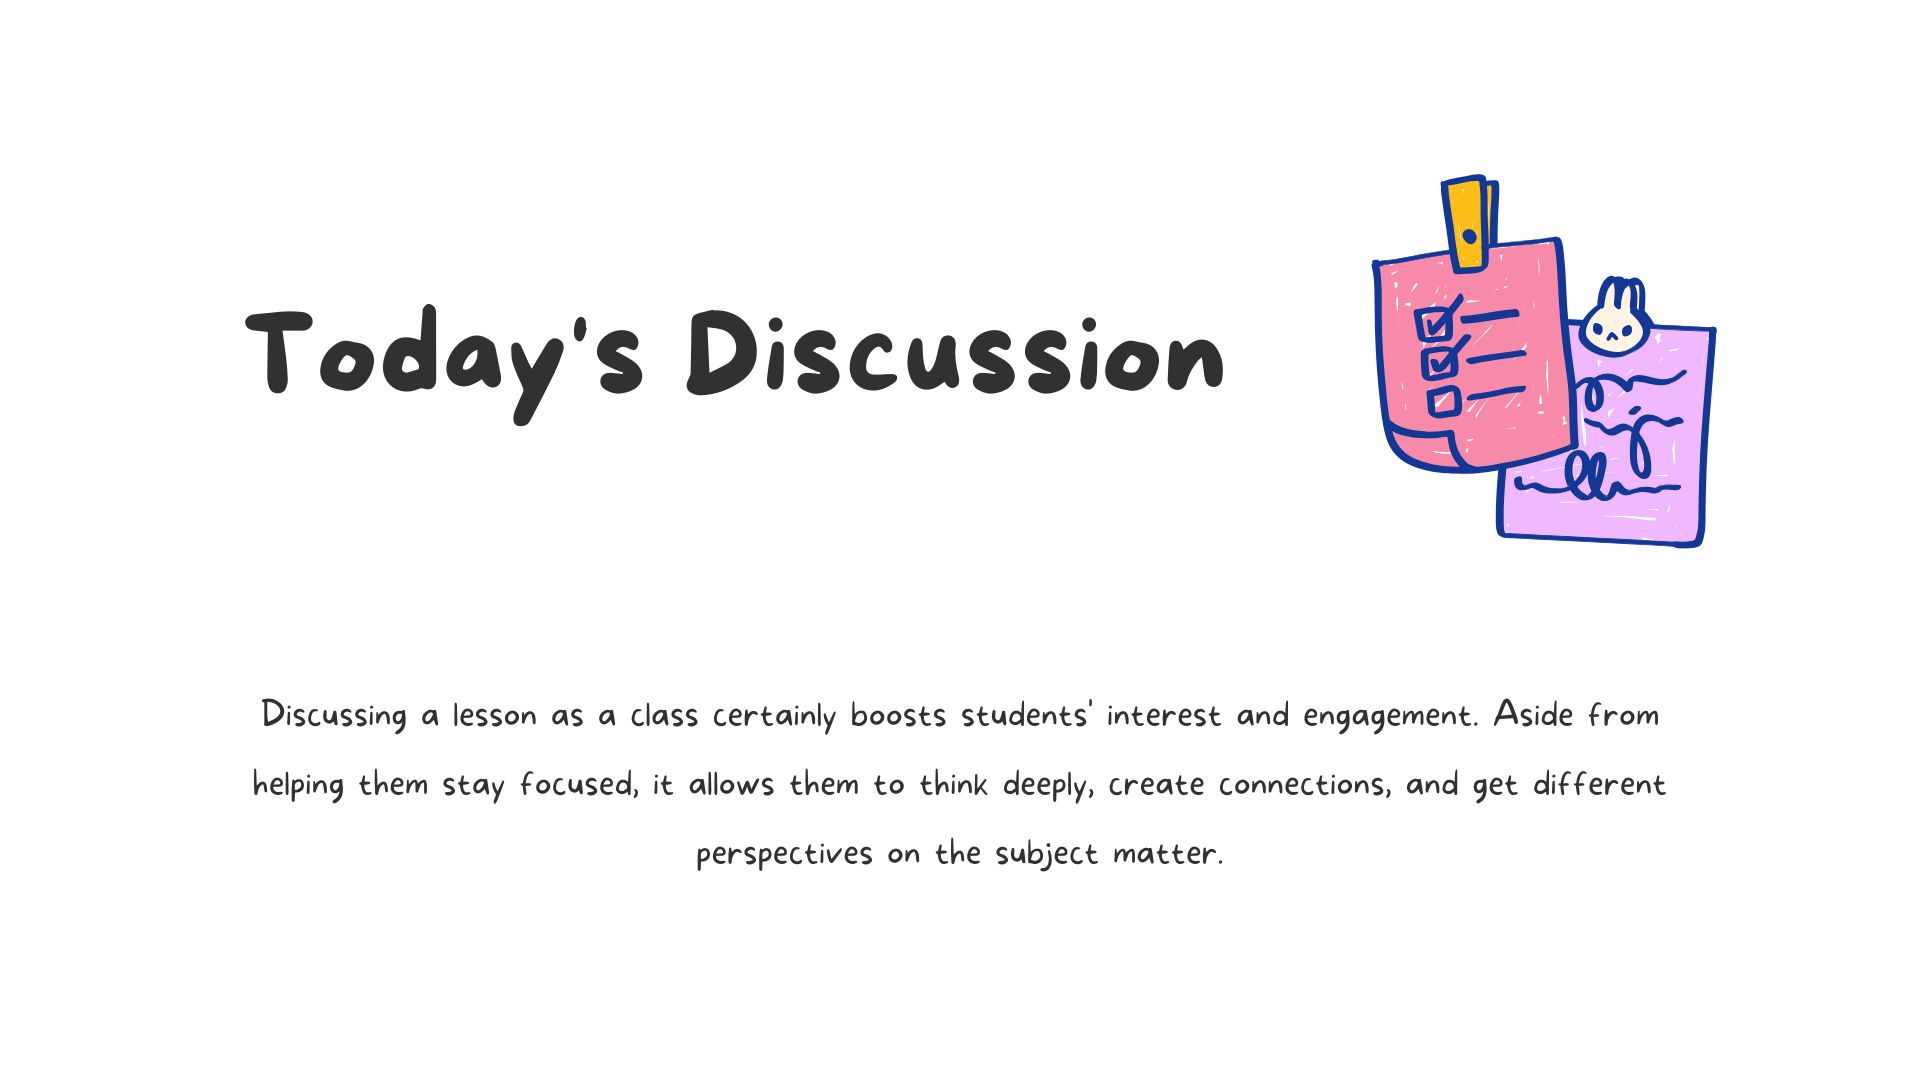 Today's Discussion
Discussing a lesson as a class certainly boosts students' interest and engagement. Aside from
helping them stay focused, it allows them to think deeply, create connections, and get different
perspectives on the subject matter.